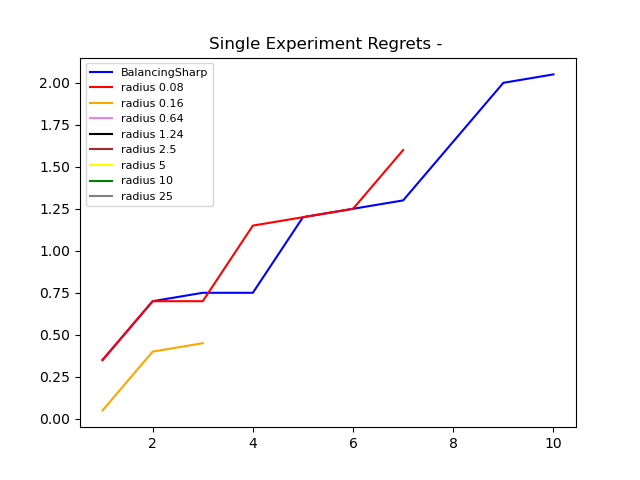 Single Experiment Regrets -
BalancingSharp
radius 0.08
radius 0.16
radius 0.64
radius 1.24
radius 2.5
radius 5
radius 10
radius 25
2.00
1.75
1.50
1.25
1.00
0.75
0.50
0.25
0.00
2 4 6 8 10